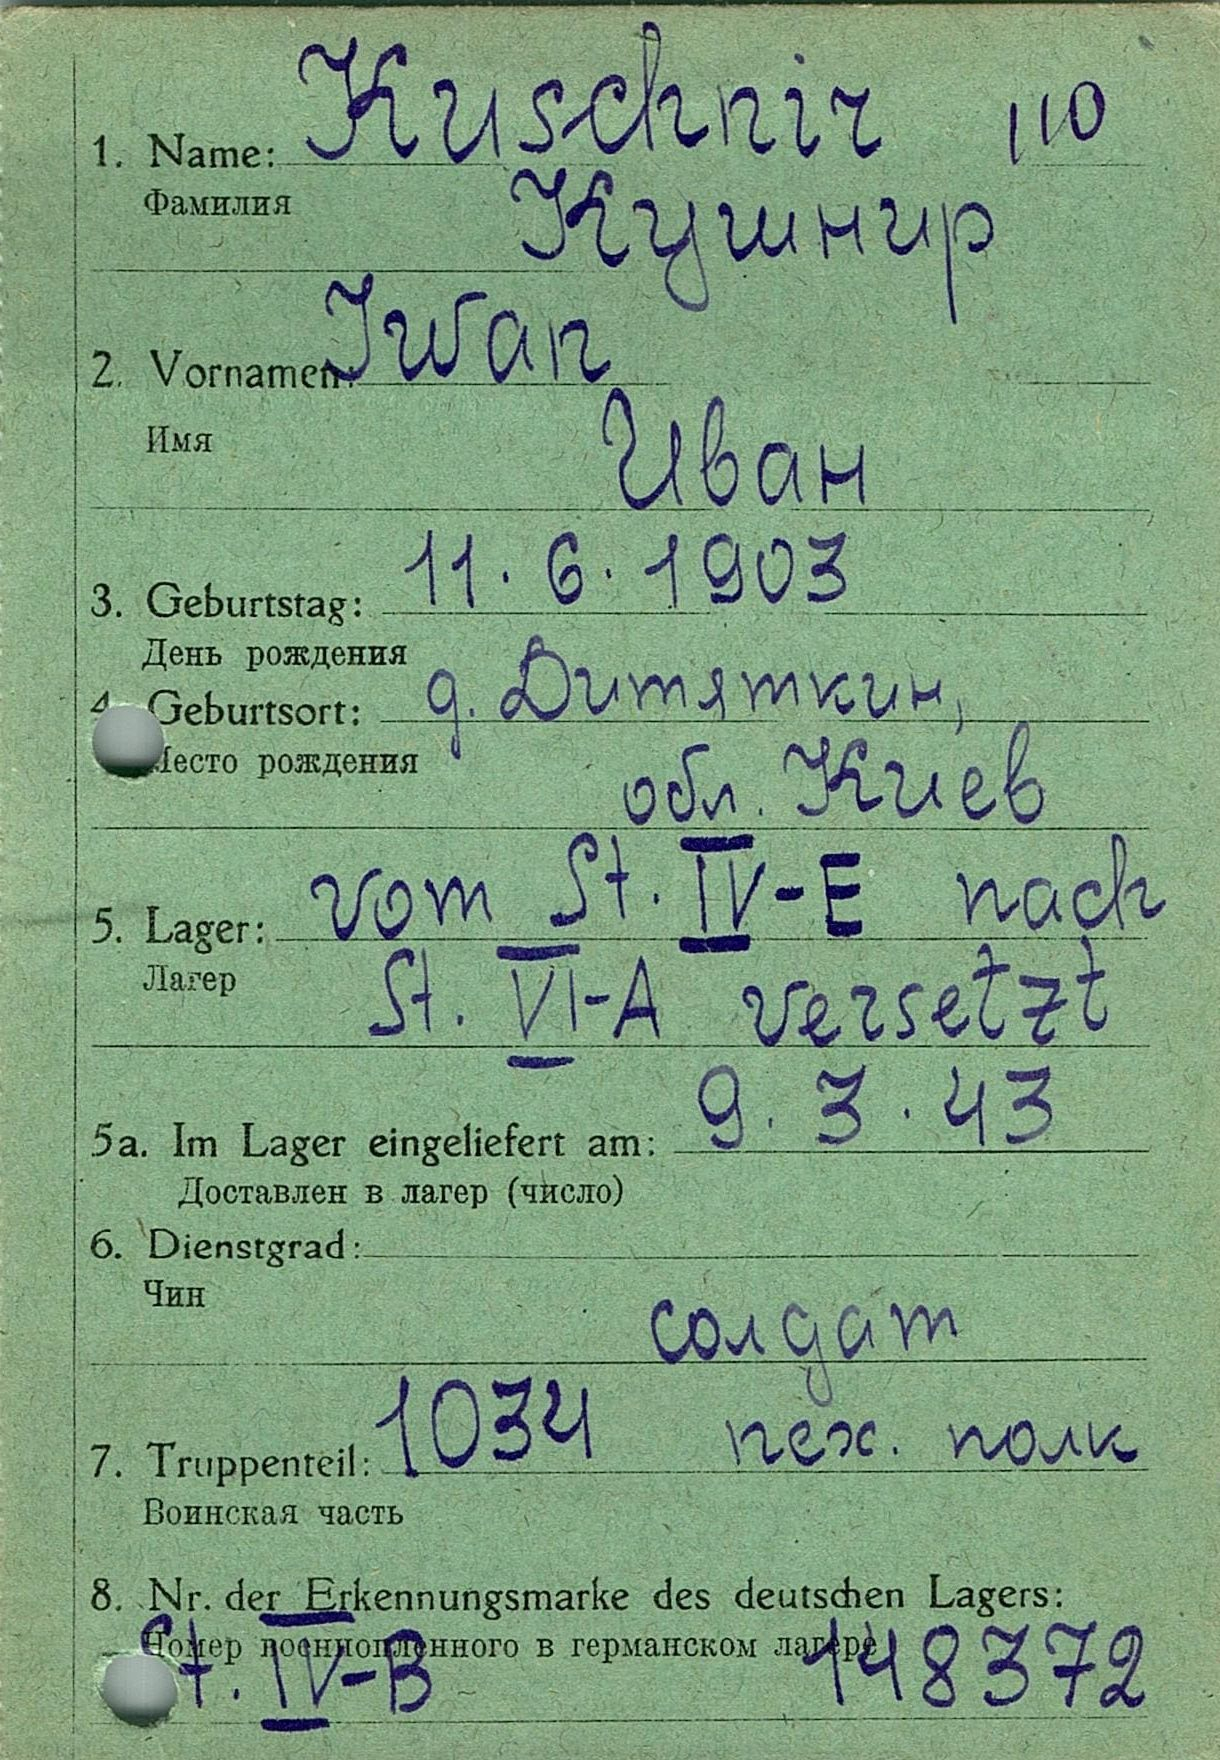 1. Name: Kuschnir 110
Фамилия Кушнир
2. Vornamen: Iwan
Имя Иван
3. Geburtstag: 11. 6. 1903
День рождения
4. Geburtsort: д. Дитяткин,
Место рождения обл. Киев
5. Lager: vom St. IV-E nach
Лагер St. VI-A versetzt
5a. Im Lager eingeliefert am: 9. 3. 43
Доставлен в лагер (число)
6. Dienstgrad:
Чин солдат
7. Truppenteil: 1034 пех. полк
Воинская часть
8. Nr. der Erkennungsmarke des deutschen Lagers:
Номер военнопленного в германском лагере
St. IV-B 148372